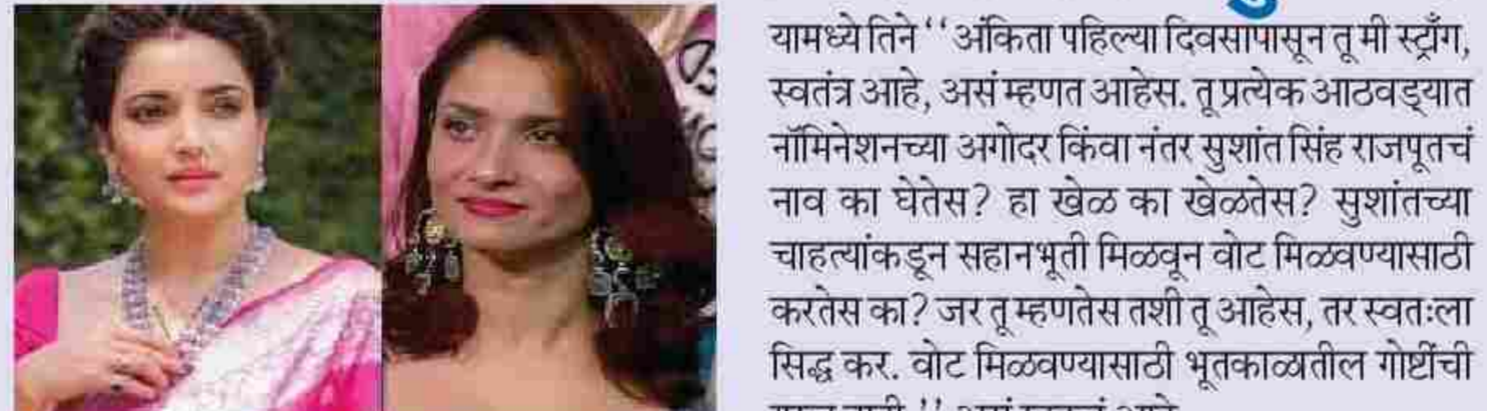 यामध्ये तिने ‘‘ अंकिता पहिल्या दिवसापासून तू मी स्ट्राँग,
स्वतंत्र आहे, असं म्हणत आहेस. तू प्रत्येक आठवड्यात
नॉमिनेशनच्या अगोदर किंवा नंतर सुशांत सिंह राजपूतचं
नाव का घेतेस? हा खेळ का खेळतेस? सुशांतच्या
चाहत्यांकडून सहानभूती मिळवून वोट मिळवण्यासाठी
करतेस का? जर तू म्हणतेस तशी तू आहेस, तर स्वतःला
सिद्ध कर. वोट मिळवण्यासाठी भूतकाळातील गोष्टींची